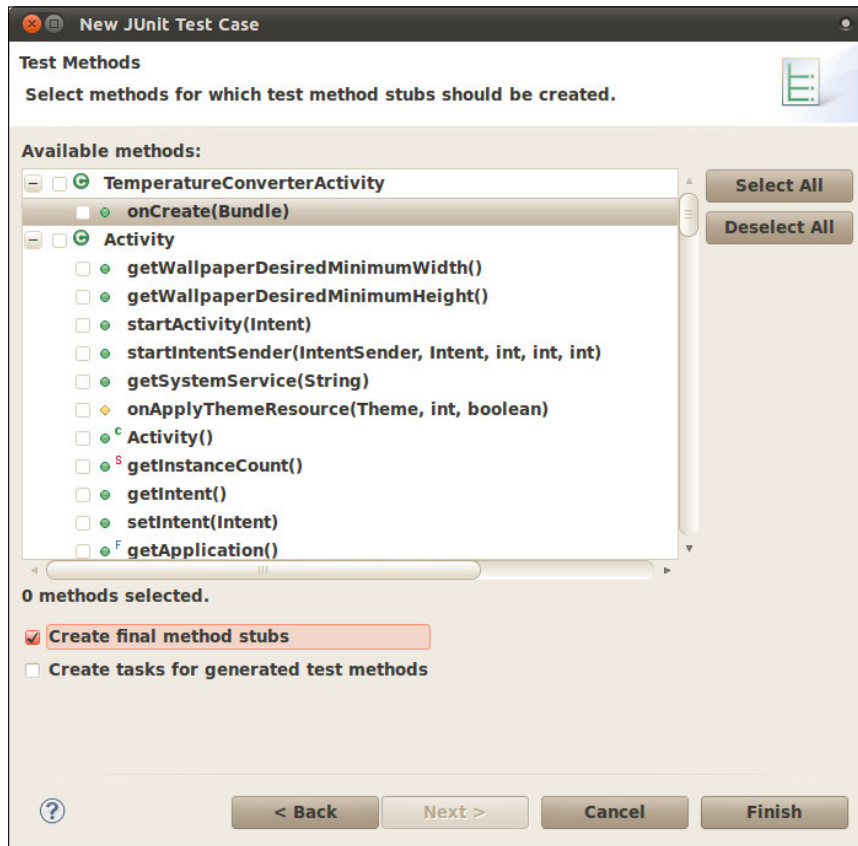 New JUnit Test Case
Test Methods
Select methods for which test method stubs should be created.
Available methods:
TemperatureConverterActivity
onCreate(Bundle)
Activity
getWallpaperDesiredMinimumWidth()
getWallpaperDesiredMinimumHeight()
startActivity(Intent)
startIntentSender(IntentSender, Intent, int, int, int)
getSystemService(String)
onApplyThemeResource(Theme, int, boolean)
C Activity()
S getInstanceCount()
getIntent()
setIntent(Intent)
F getApplication()
Select All
Deselect All
0 methods selected.
Create final method stubs
Create tasks for generated test methods
? < Back Next > Cancel Finish